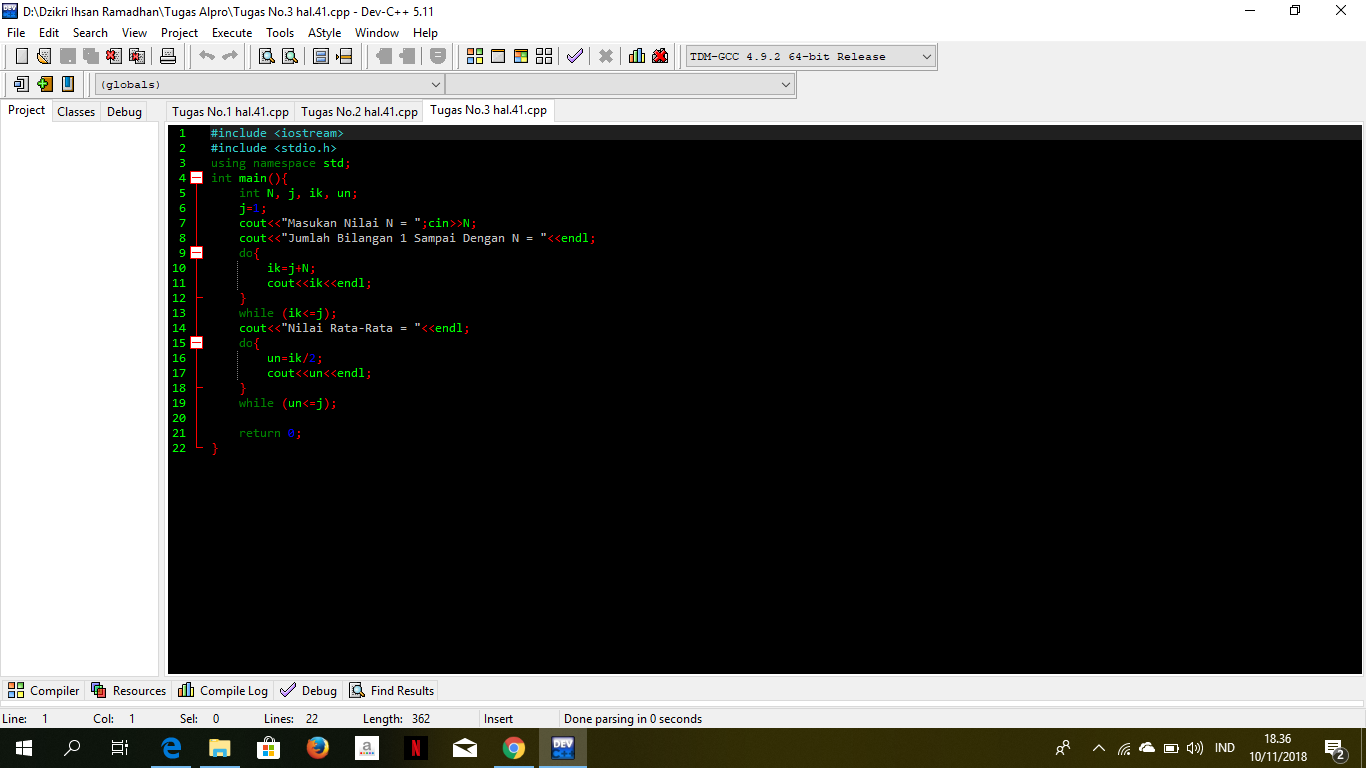 D:\Dzikri Ihsan Ramadhan\Tugas Alpro\Tugas No.3 hal.41.cpp - Dev-C++ 5.11
File Edit Search View Project Execute Tools AStyle Window Help
TDM-GCC 4.9.2 64-bit Release
(globals)
Project Classes Debug Tugas No.1 hal.41.cpp Tugas No.2 hal.41.cpp Tugas No.3 hal.41.cpp
1 #include <iostream>
2 #include <stdio.h>
3 using namespace std;
4 int main(){
5 int N, j, ik, un;
6 j=1;
7 cout<<"Masukan Nilai N = ";cin>>N;
8 cout<<"Jumlah Bilangan 1 Sampai Dengan N = "<<endl;
9 do{
10 ik=j+N;
11 cout<<ik<<endl;
12 }
13 while (ik<=j);
14 cout<<"Nilai Rata-Rata = "<<endl;
15 do{
16 un=ik/2;
17 cout<<un<<endl;
18 }
19 while (un<=j);
20
21 return 0;
22 }
Compiler Resources Compile Log Debug Find Results
Line: 1 Col: 1 Sel: 0 Lines: 22 Length: 362 Insert Done parsing in 0 seconds
a N DEV C++ IND 18.36
10/11/2018 2